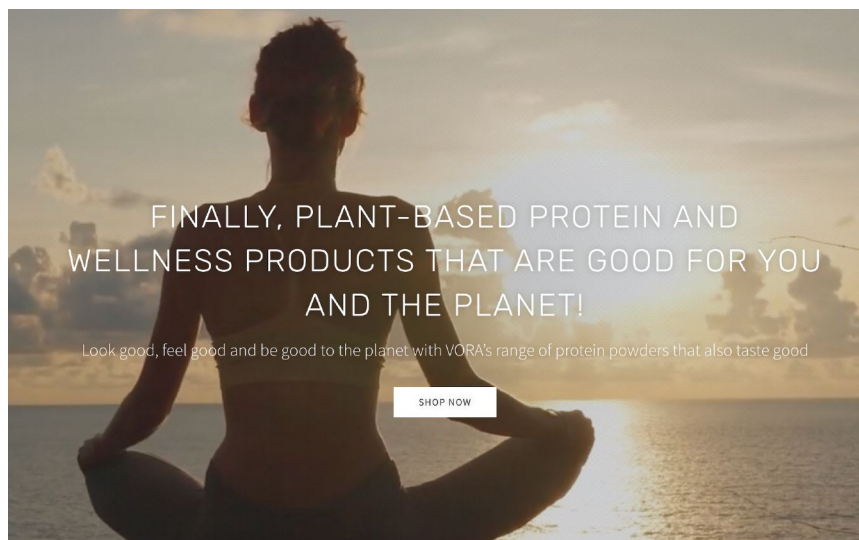 FINALLY, PLANT-BASED PROTEIN AND
WELLNESS PRODUCTS THAT ARE GOOD FOR YOU
AND THE PLANET!
Look good, feel good and be good to the planet with VORA's range of protein powders that also taste good
SHOP NOW